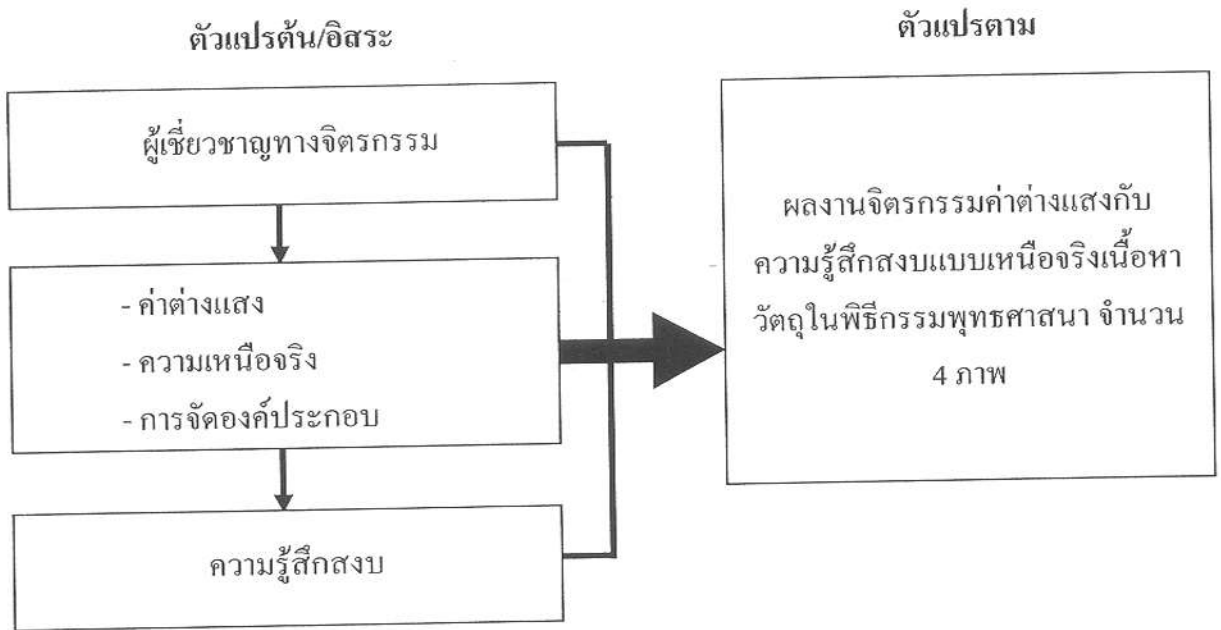 ตัวแปรต้น/อิสระ
ผู้เชี่ยวชาญทางจิตรกรรม
- ค่าต่างแสง
- ความเหนือจริง
- การจัดองค์ประกอบ
ความรู้สึกสงบ
ตัวแปรตาม
ผลงานจิตรกรรมค่าต่างแสงกับ
ความรู้สึกสงบแบบเหนือจริงเนื้อหา
วัตถุในพิธีกรรมพุทธศาสนา จำนวน
4 ภาพ